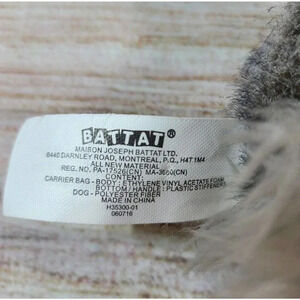 BATTAT®
MAISON JOSEPH BATTAT LTD.
8440 DARNLEY ROAD, MONTREAL, P.Q., H4T 1M4
ALL NEW MATERIAL
REG. NO. PA-17526(CN) MA-3650(CN)
CONTENT:
CARRIER BAG - BODY : ETHYLENE VINYL ACETATE FOAM
BOTTOM / HANDLE : PLASTIC STIFFENER
DOG - POLYESTER FIBER
MADE IN CHINA
H35300-01
060716